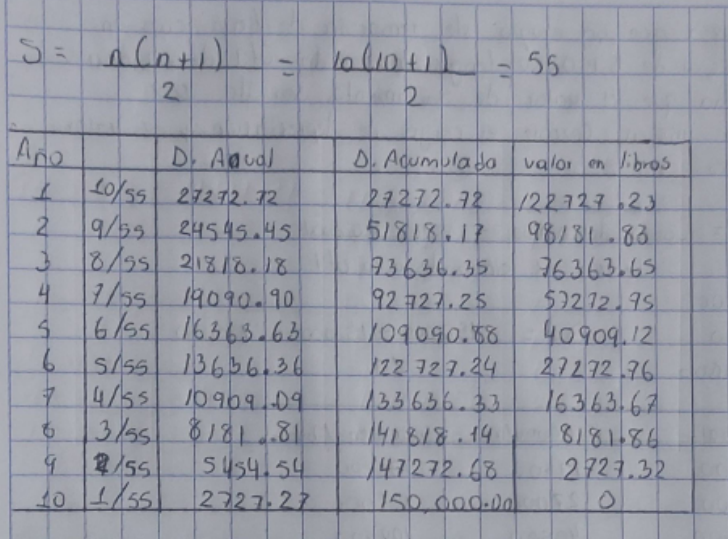 S = n(n+1)/2 = 10(10+1)/2 = 55
Año D. Anual D. Acumulado valor en libros
1 10/55 27272.72 27272.72 122727.23
2 9/55 24545.45 51818.17 98181.83
3 8/55 21818.18 73636.35 76363.65
4 7/55 19090.90 92727.25 57272.75
5 6/55 16363.63 109090.88 40909.12
6 5/55 13636.36 122727.24 27272.76
7 4/55 10909.09 133636.33 16363.67
8 3/55 8181.81 141818.14 8181.86
9 2/55 5454.54 147272.68 2727.32
10 1/55 2727.27 150,000.00 0